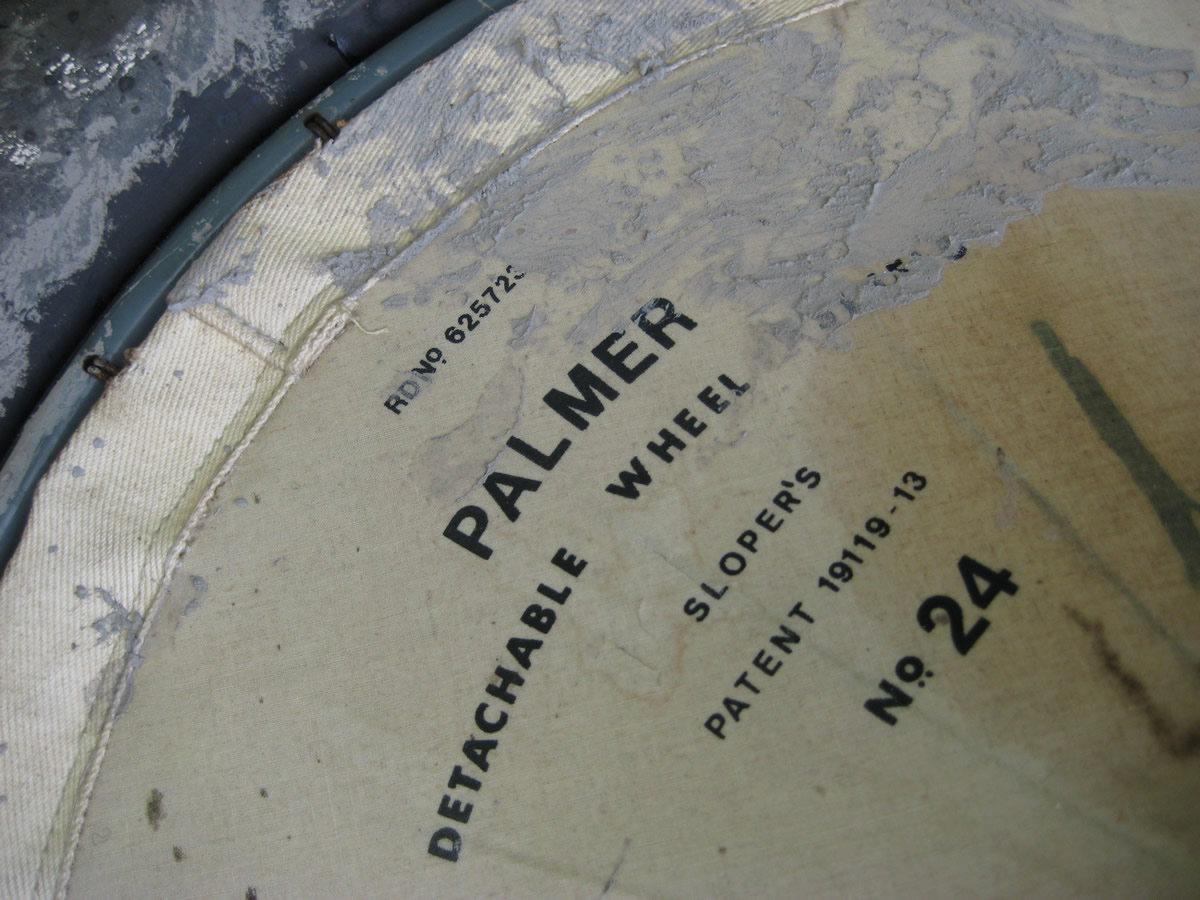 RD Nº 625723
PALMER
DETACHABLE WHEEL
SLOPER'S
PATENT 19119-13
Nº 24